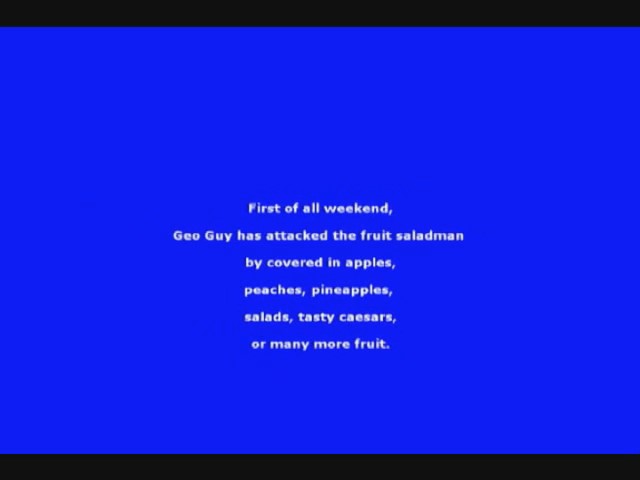 First of all weekend,
Geo Guy has attacked the fruit saladman
by covered in apples,
peaches, pineapples,
salads, tasty caesars,
or many more fruit.